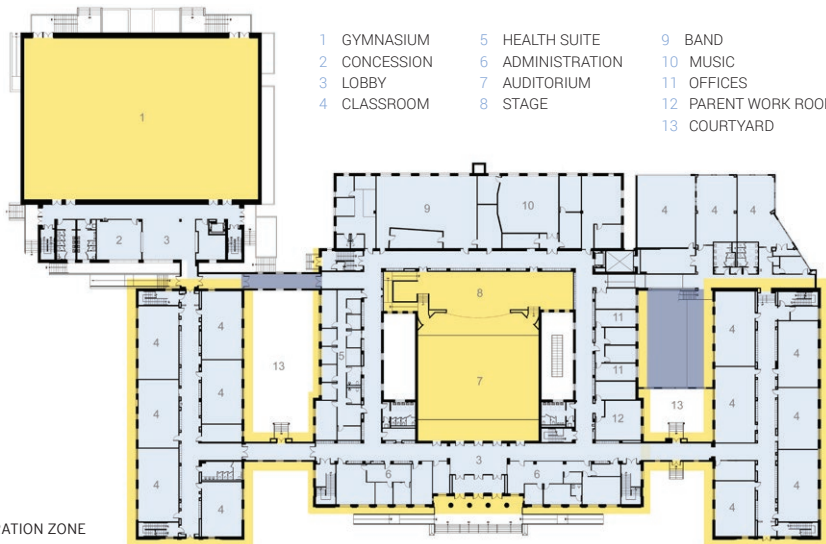 1 GYMNASIUM
2 CONCESSION
3 LOBBY
4 CLASSROOM
5 HEALTH SUITE
6 ADMINISTRATION
7 AUDITORIUM
8 STAGE
9 BAND
10 MUSIC
11 OFFICES
12 PARENT WORK ROO
13 COURTYARD
1
2 3
9 10 4 4 4
8
4 4 13 5 7 11 4 4
11
4 4 12 13 4 4
3
6 6
4 4 4 4
RATION ZONE